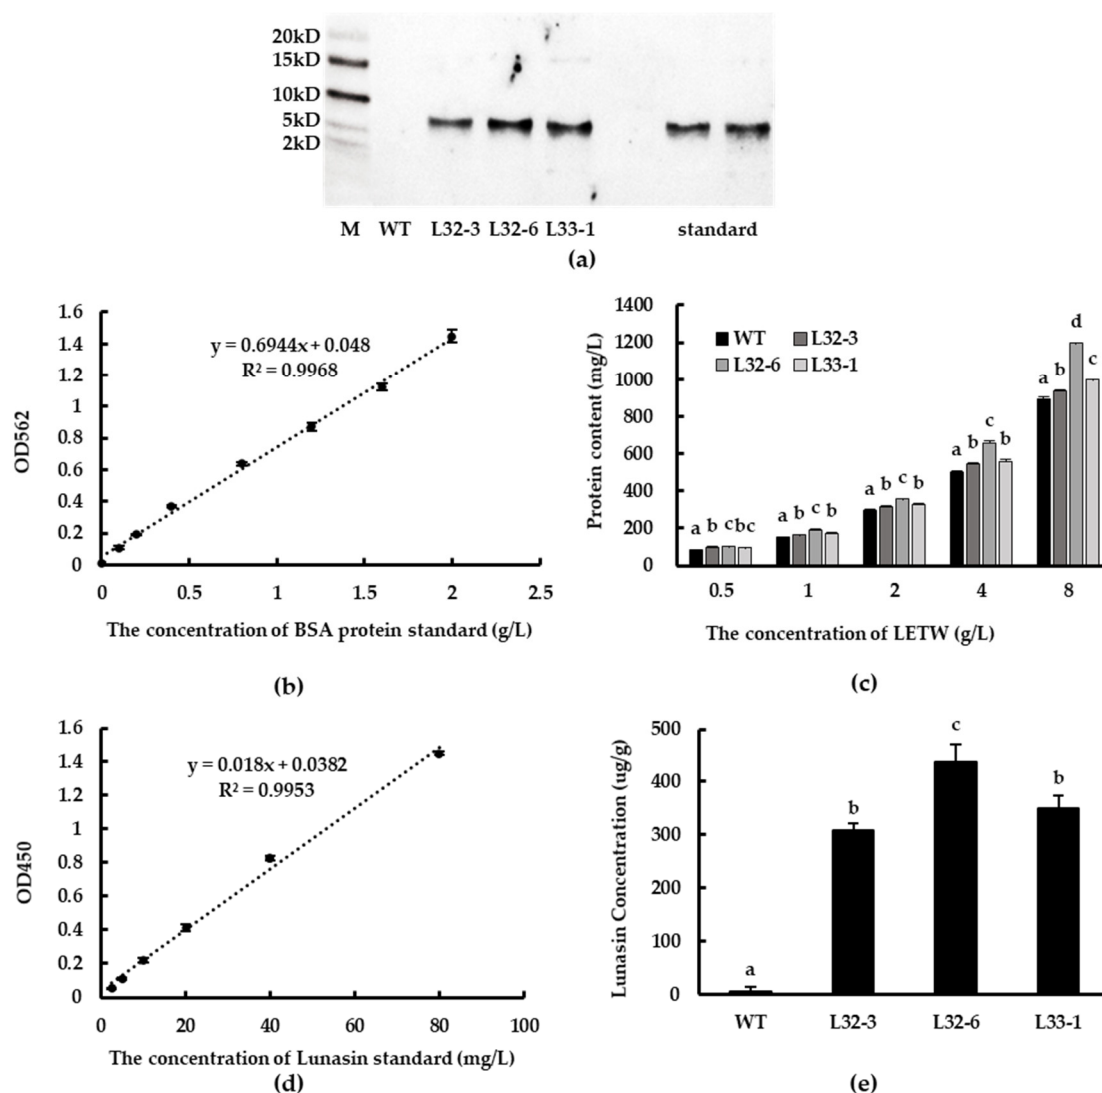 20kD
15kD
10kD
5kD
2kD
M WT L32-3 L32-6 L33-1 standard
(a)
1.6
1.4
1.2
1
0.8
0.6
0.4
0.2
0
y = 0.6944x + 0.048
R² = 0.9968
OD562
0 0.5 1 1.5 2 2.5
The concentration of BSA protein standard (g/L)
(b)
1400
1200
1000
800
600
400
200
0
Protein content (mg/L)
WT L32-3
L32-6 L33-1
a b c bc
a b c b
a b c b
a b c b
a b d c
0.5 1 2 4 8
The concentration of LETW (g/L)
(c)
1.6
1.4
1.2
1
0.8
0.6
0.4
0.2
0
y = 0.018x + 0.0382
R² = 0.9953
OD450
0 20 40 60 80 100
The concentration of Lunasin standard (mg/L)
(d)
500
400
300
200
100
0
Lunasin Concentration (ug/g)
a b c b
WT L32-3 L32-6 L33-1
(e)